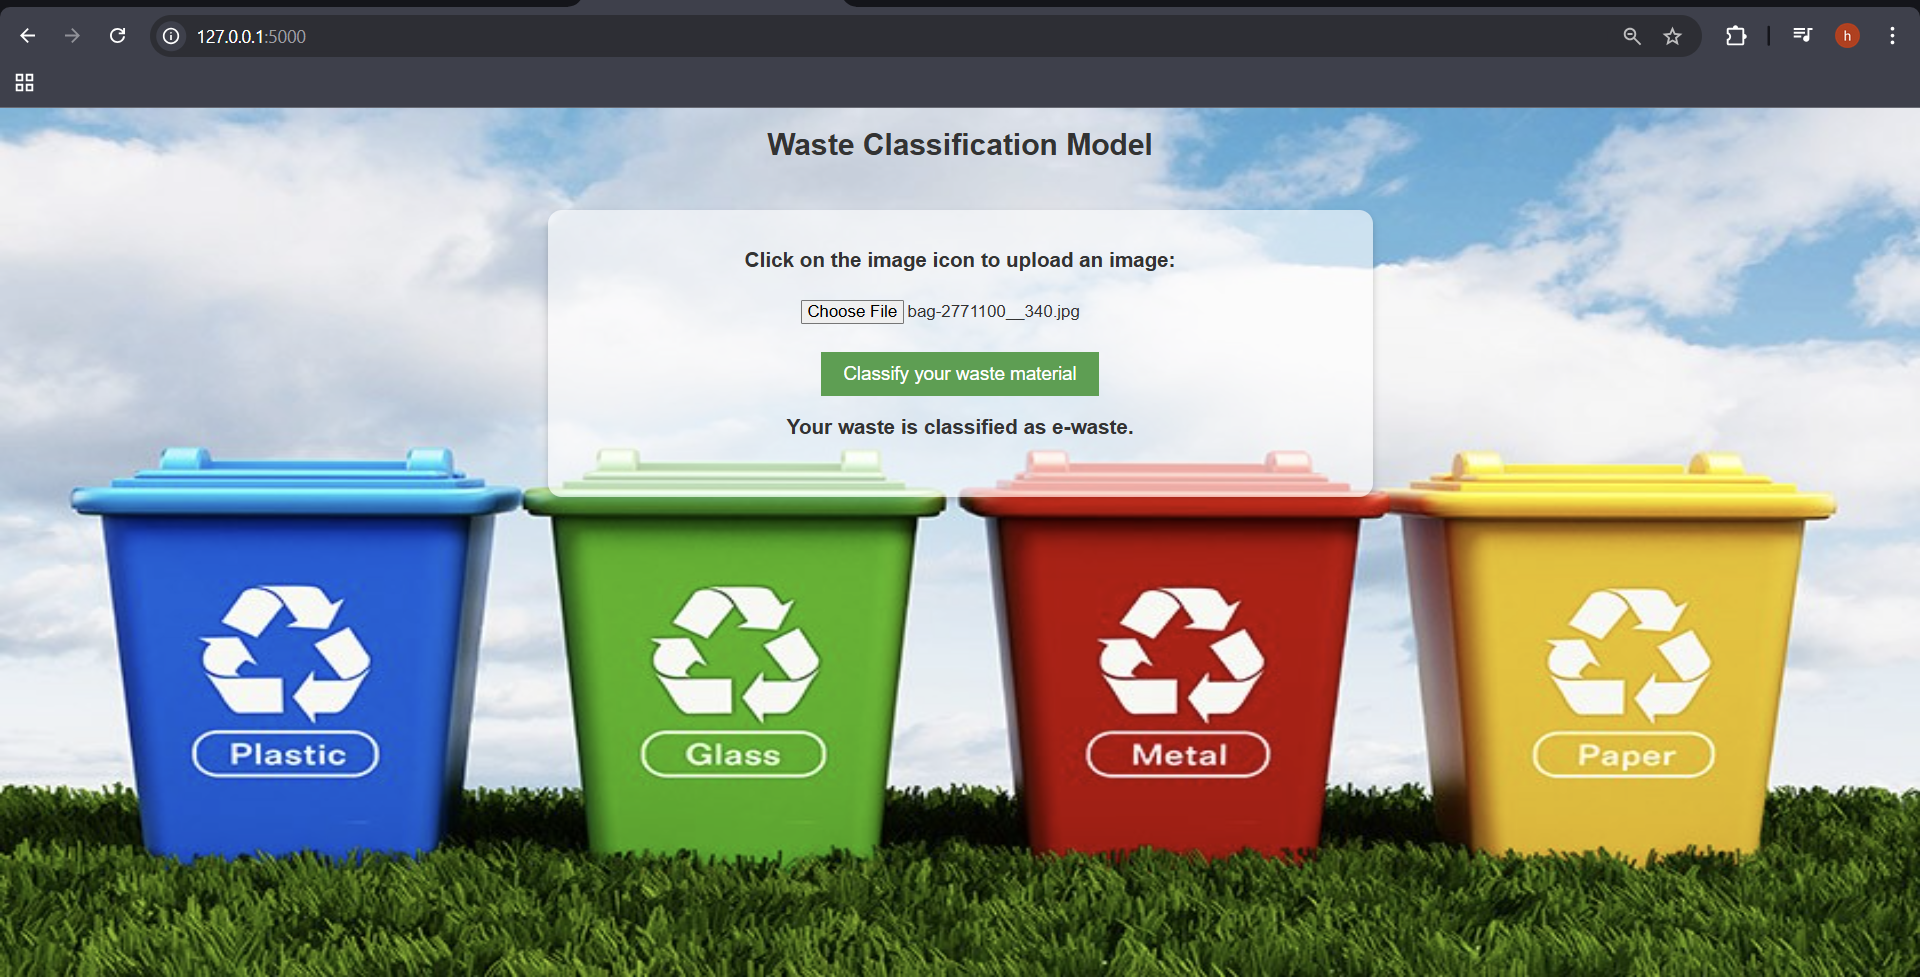 127.0.0.1:5000
h
Waste Classification Model
Click on the image icon to upload an image:
Choose File bag-2771100__340.jpg
Classify your waste material
Your waste is classified as e-waste.
Plastic
Glass
Metal
Paper